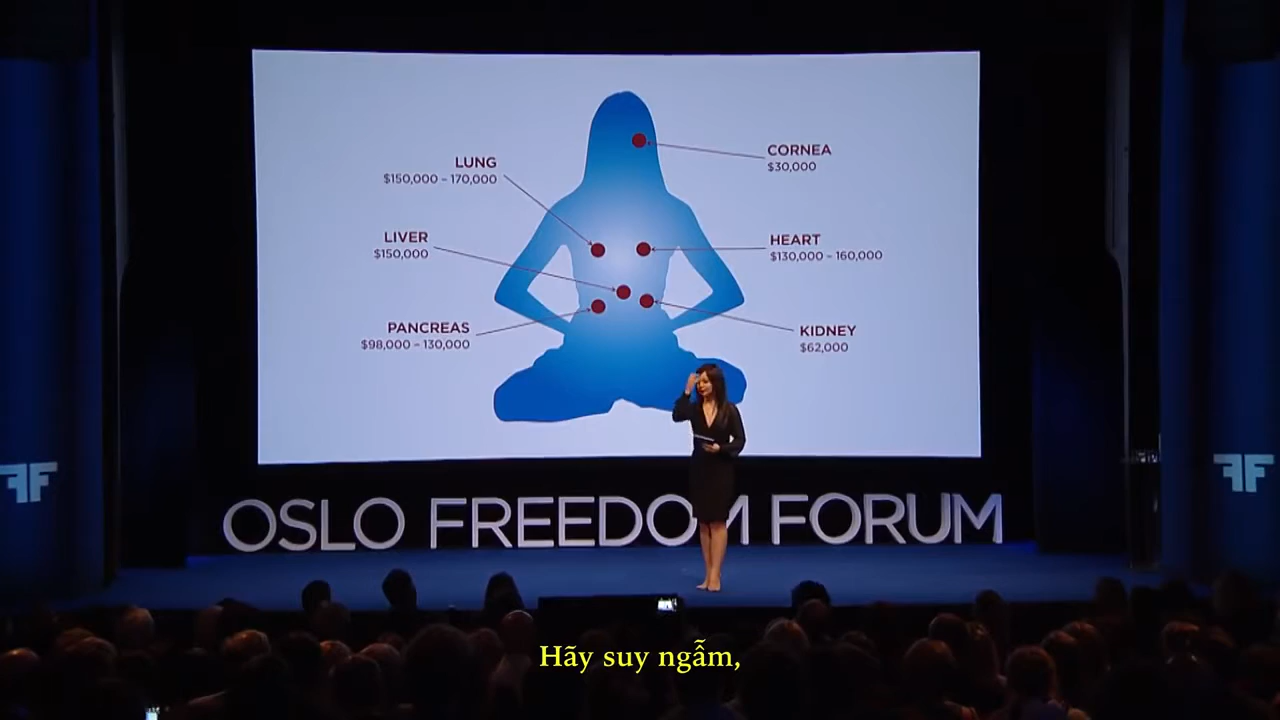 LUNG
$150,000 – 170,000
LIVER
$150,000
PANCREAS
$98,000 – 130,000
CORNEA
$30,000
HEART
$130,000 – 160,000
KIDNEY
$62,000
OSLO FREEDOM FORUM
Hãy suy ngẫm,